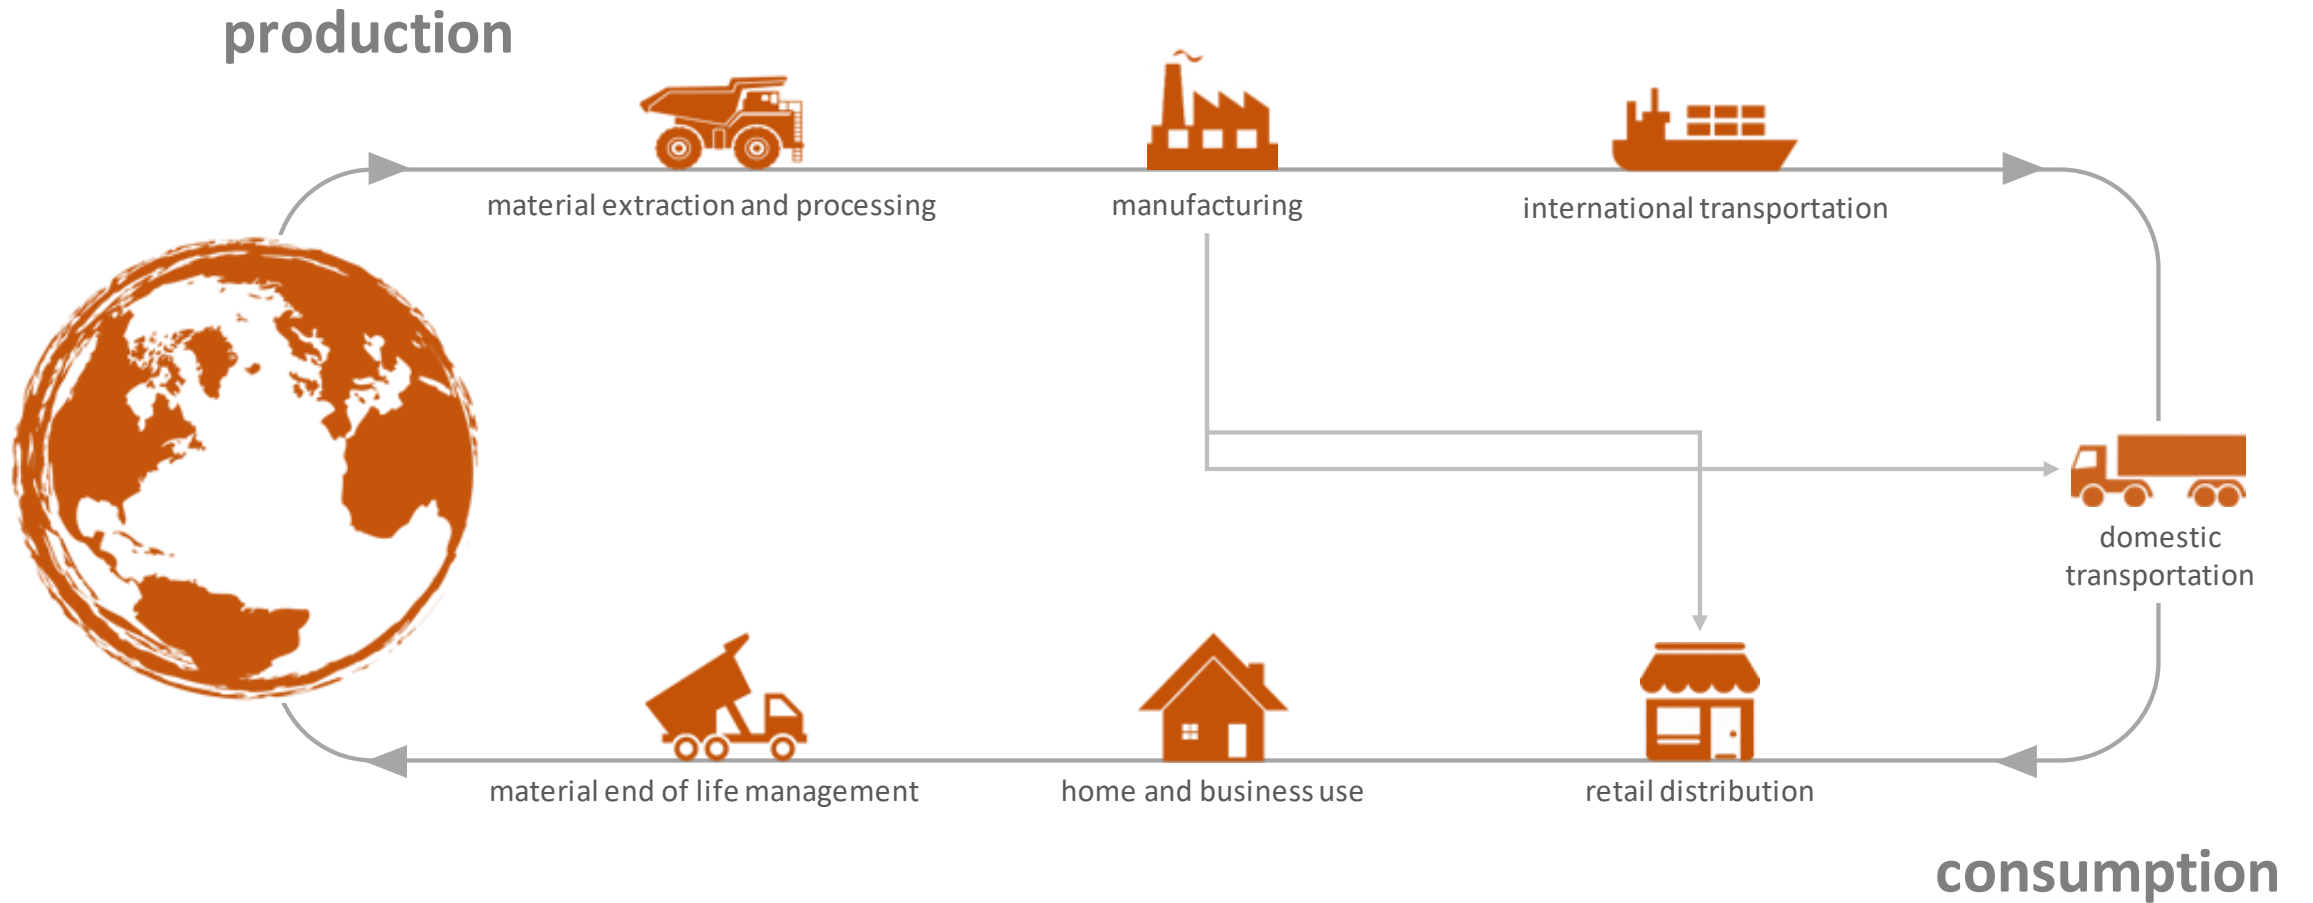 production
material extraction and processing
manufacturing
international transportation
domestic
transportation
material end of life management
home and business use
retail distribution
consumption